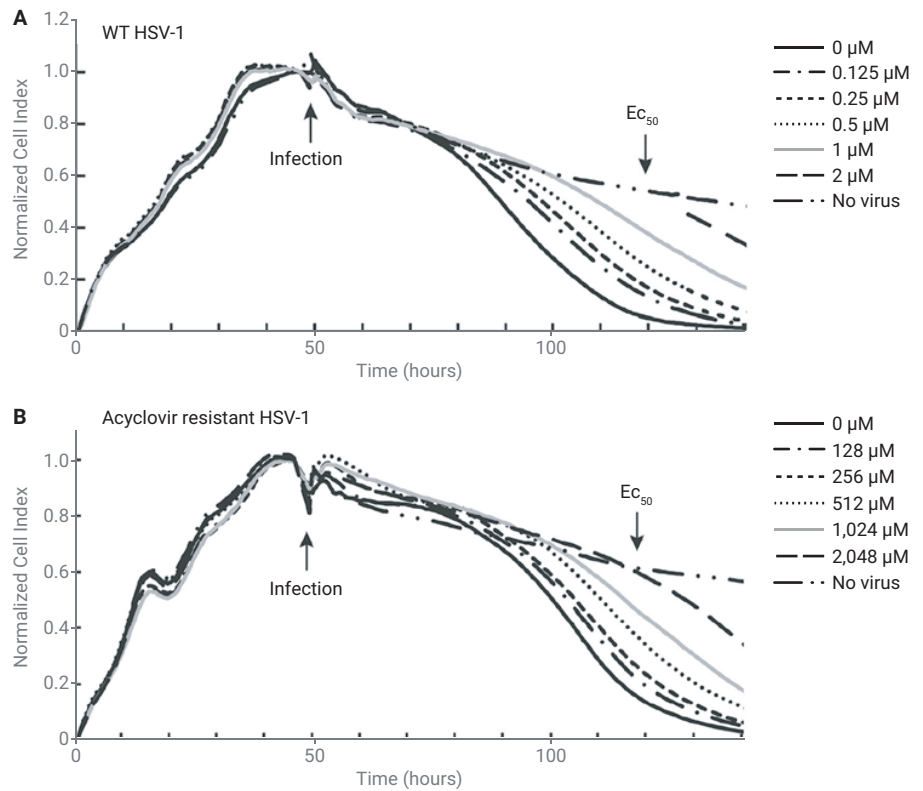 A
WT HSV-1
Normalized Cell Index
1.2
1.0
0.8
0.6
0.4
0.2
0
0
50
100
Time (hours)
Infection
Ec50
0 µM
0.125 µM
0.25 µM
0.5 µM
1 µM
2 µM
No virus
B
Acyclovir resistant HSV-1
Normalized Cell Index
1.0
0.8
0.6
0.4
0.2
0
0
50
100
Time (hours)
Infection
Ec50
0 µM
128 µM
256 µM
512 µM
1,024 µM
2,048 µM
No virus